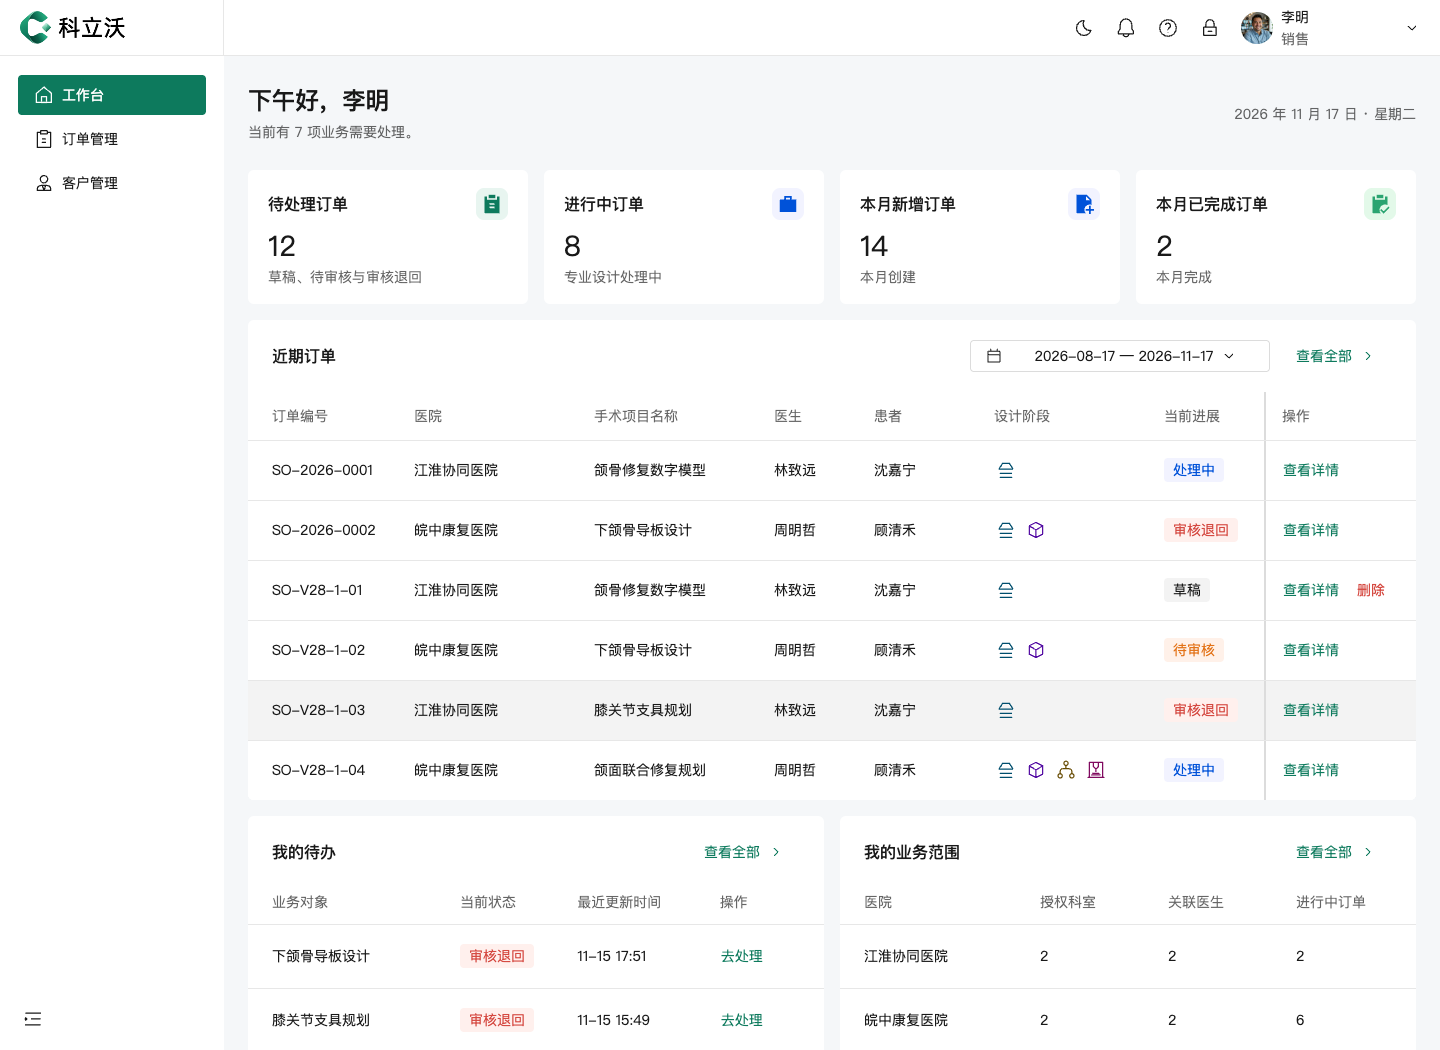 科立沃
李明
销售
工作台
订单管理
客户管理
下午好，李明
当前有 7 项业务需要处理。
2026 年 11 月 17 日 · 星期二
待处理订单
12
草稿、待审核与审核退回
进行中订单
8
专业设计处理中
本月新增订单
14
本月创建
本月已完成订单
2
本月完成
近期订单
2026-08-17 — 2026-11-17
查看全部
订单编号 医院 手术项目名称 医生 患者 设计阶段 当前进展 操作
SO-2026-0001 江淮协同医院 颌骨修复数字模型 林致远 沈嘉宁 处理中 查看详情
SO-2026-0002 皖中康复医院 下颌骨导板设计 周明哲 顾清禾 审核退回 查看详情
SO-V28-1-01 江淮协同医院 颌骨修复数字模型 林致远 沈嘉宁 草稿 查看详情 删除
SO-V28-1-02 皖中康复医院 下颌骨导板设计 周明哲 顾清禾 待审核 查看详情
SO-V28-1-03 江淮协同医院 膝关节支具规划 林致远 沈嘉宁 审核退回 查看详情
SO-V28-1-04 皖中康复医院 颌面联合修复规划 周明哲 顾清禾 处理中 查看详情
我的待办
查看全部
业务对象 当前状态 最近更新时间 操作
下颌骨导板设计 审核退回 11-15 17:51 去处理
膝关节支具规划 审核退回 11-15 15:49 去处理
我的业务范围
查看全部
医院 授权科室 关联医生 进行中订单
江淮协同医院 2 2 2
皖中康复医院 2 2 6